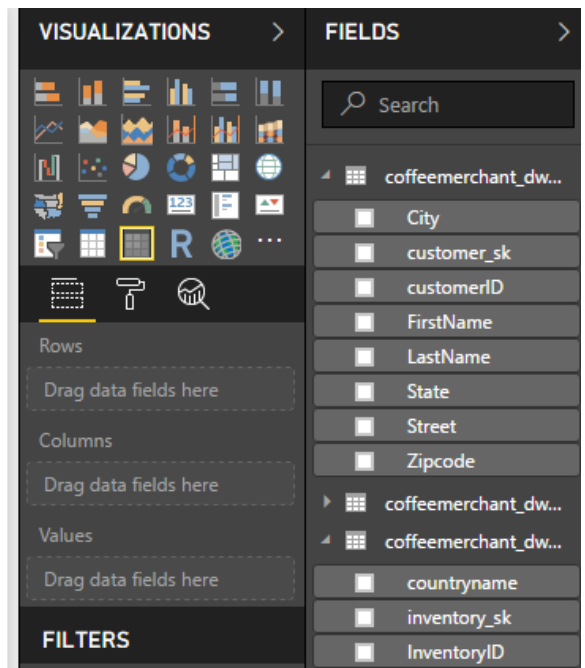 VISUALIZATIONS
123
R
Rows
Drag data fields here
Columns
Drag data fields here
Values
Drag data fields here
FILTERS
FIELDS
Search
coffeemerchant_dw...
City
customer_sk
customerID
FirstName
LastName
State
Street
Zipcode
coffeemerchant_dw...
coffeemerchant_dw...
countryname
inventory_sk
InventoryID